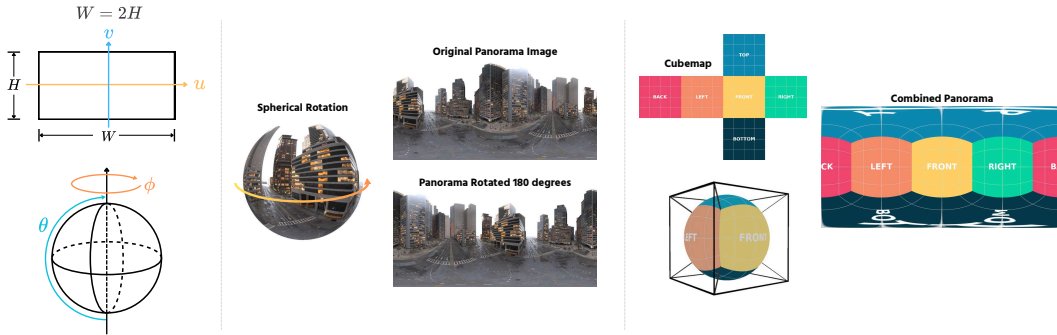 W = 2H
v
H
u
W
ϕ
θ
Spherical Rotation
Original Panorama Image
Panorama Rotated 180 degrees
Cubemap
TOP
BACK
LEFT
FRONT
RIGHT
BOTTOM
EFT
FRONT
Combined Panorama
CK
LEFT
FRONT
RIGHT
B